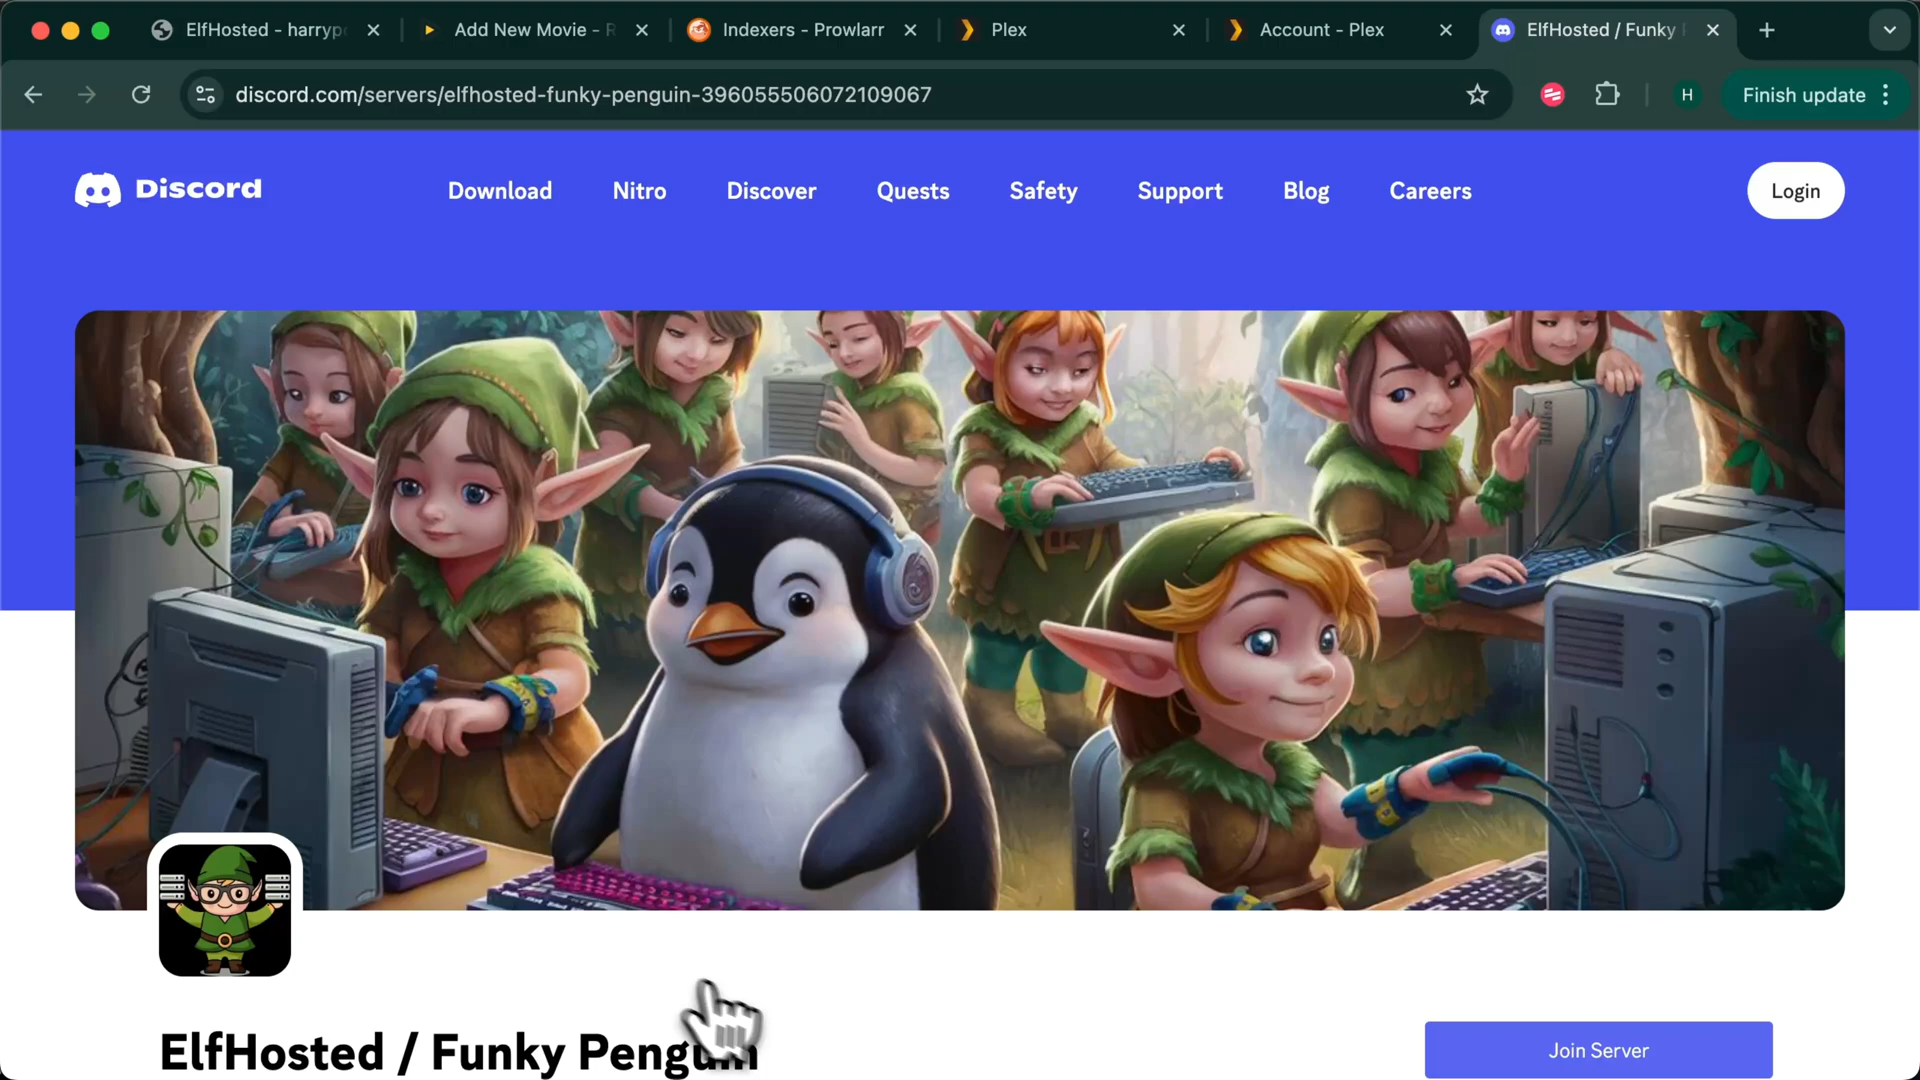 ElfHosted - harryp
Add New Movie - R
Indexers - Prowlarr
Plex
Account - Plex
ElfHosted / Funky
discord.com/servers/elfhosted-funky-penguin-396055506072109067
H
Finish update
Discord
Download
Nitro
Discover
Quests
Safety
Support
Blog
Careers
Login
ElfHosted / Funky Penguin
Join Server